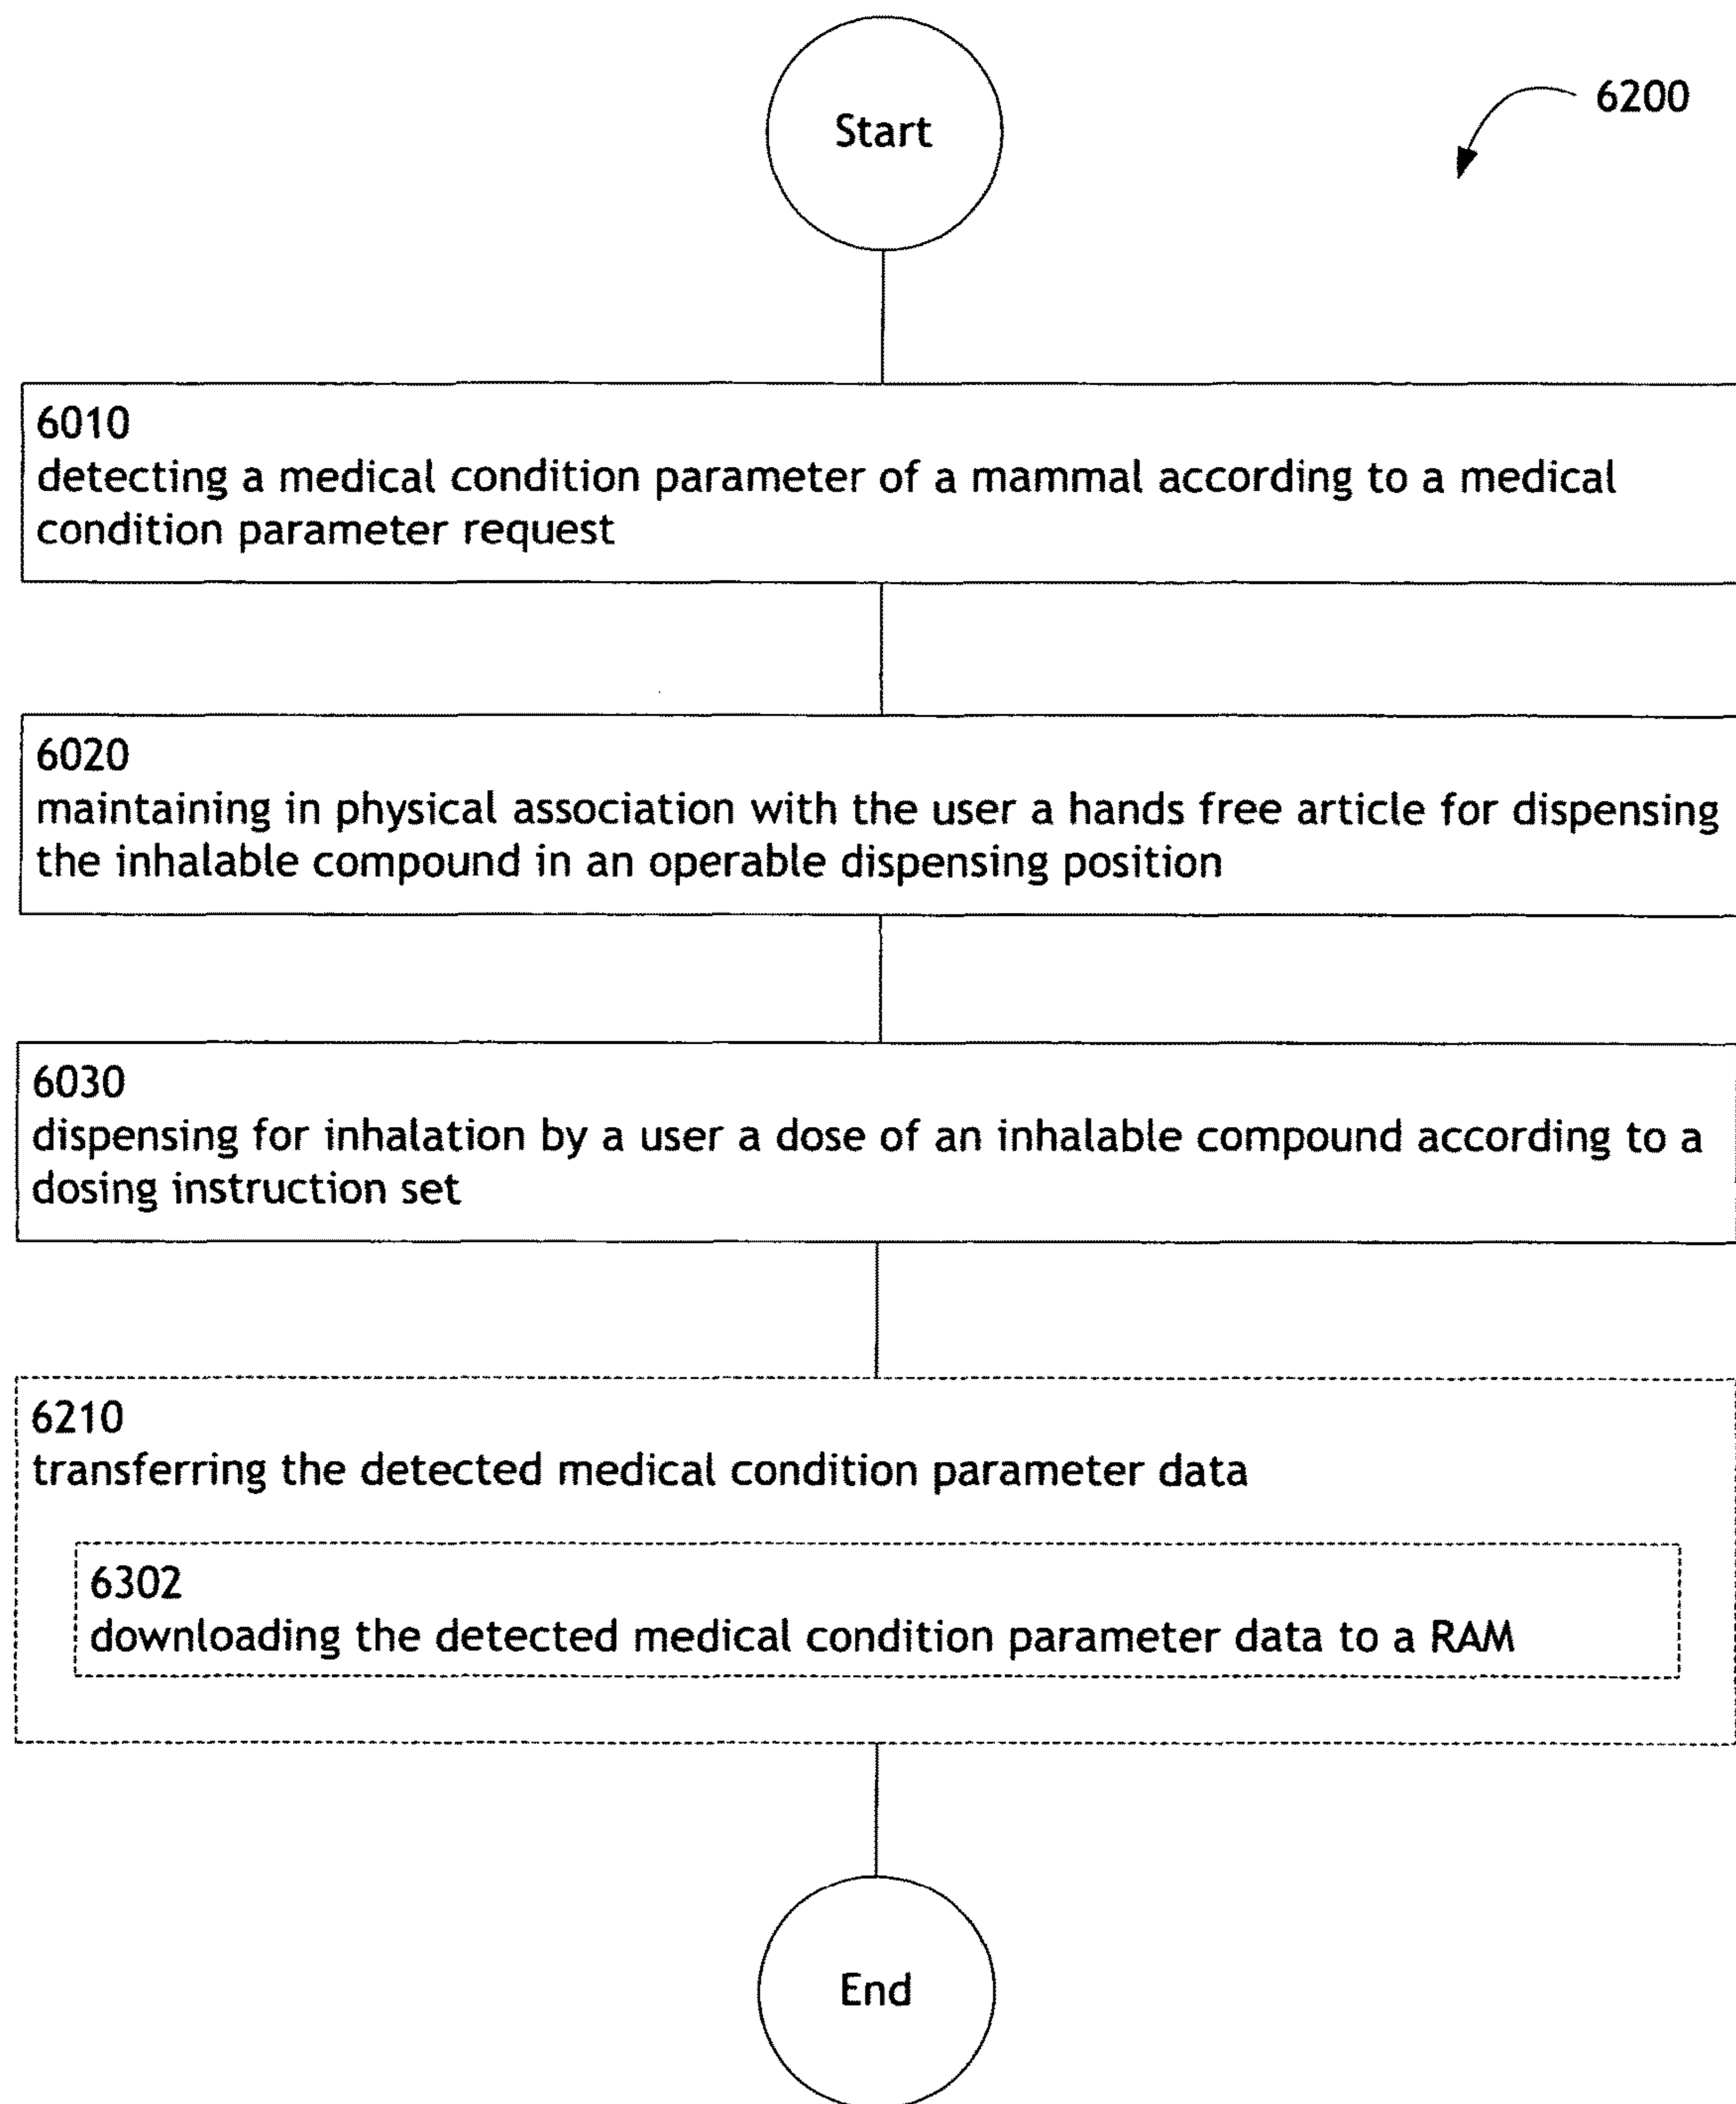 Start
6200
6010
detecting a medical condition parameter of a mammal according to a medical
condition parameter request
6020
maintaining in physical association with the user a hands free article for dispensing
the inhalable compound in an operable dispensing position
6030
dispensing for inhalation by a user a dose of an inhalable compound according to a
dosing instruction set
6210
transferring the detected medical condition parameter data
6302
downloading the detected medical condition parameter data to a RAM
End